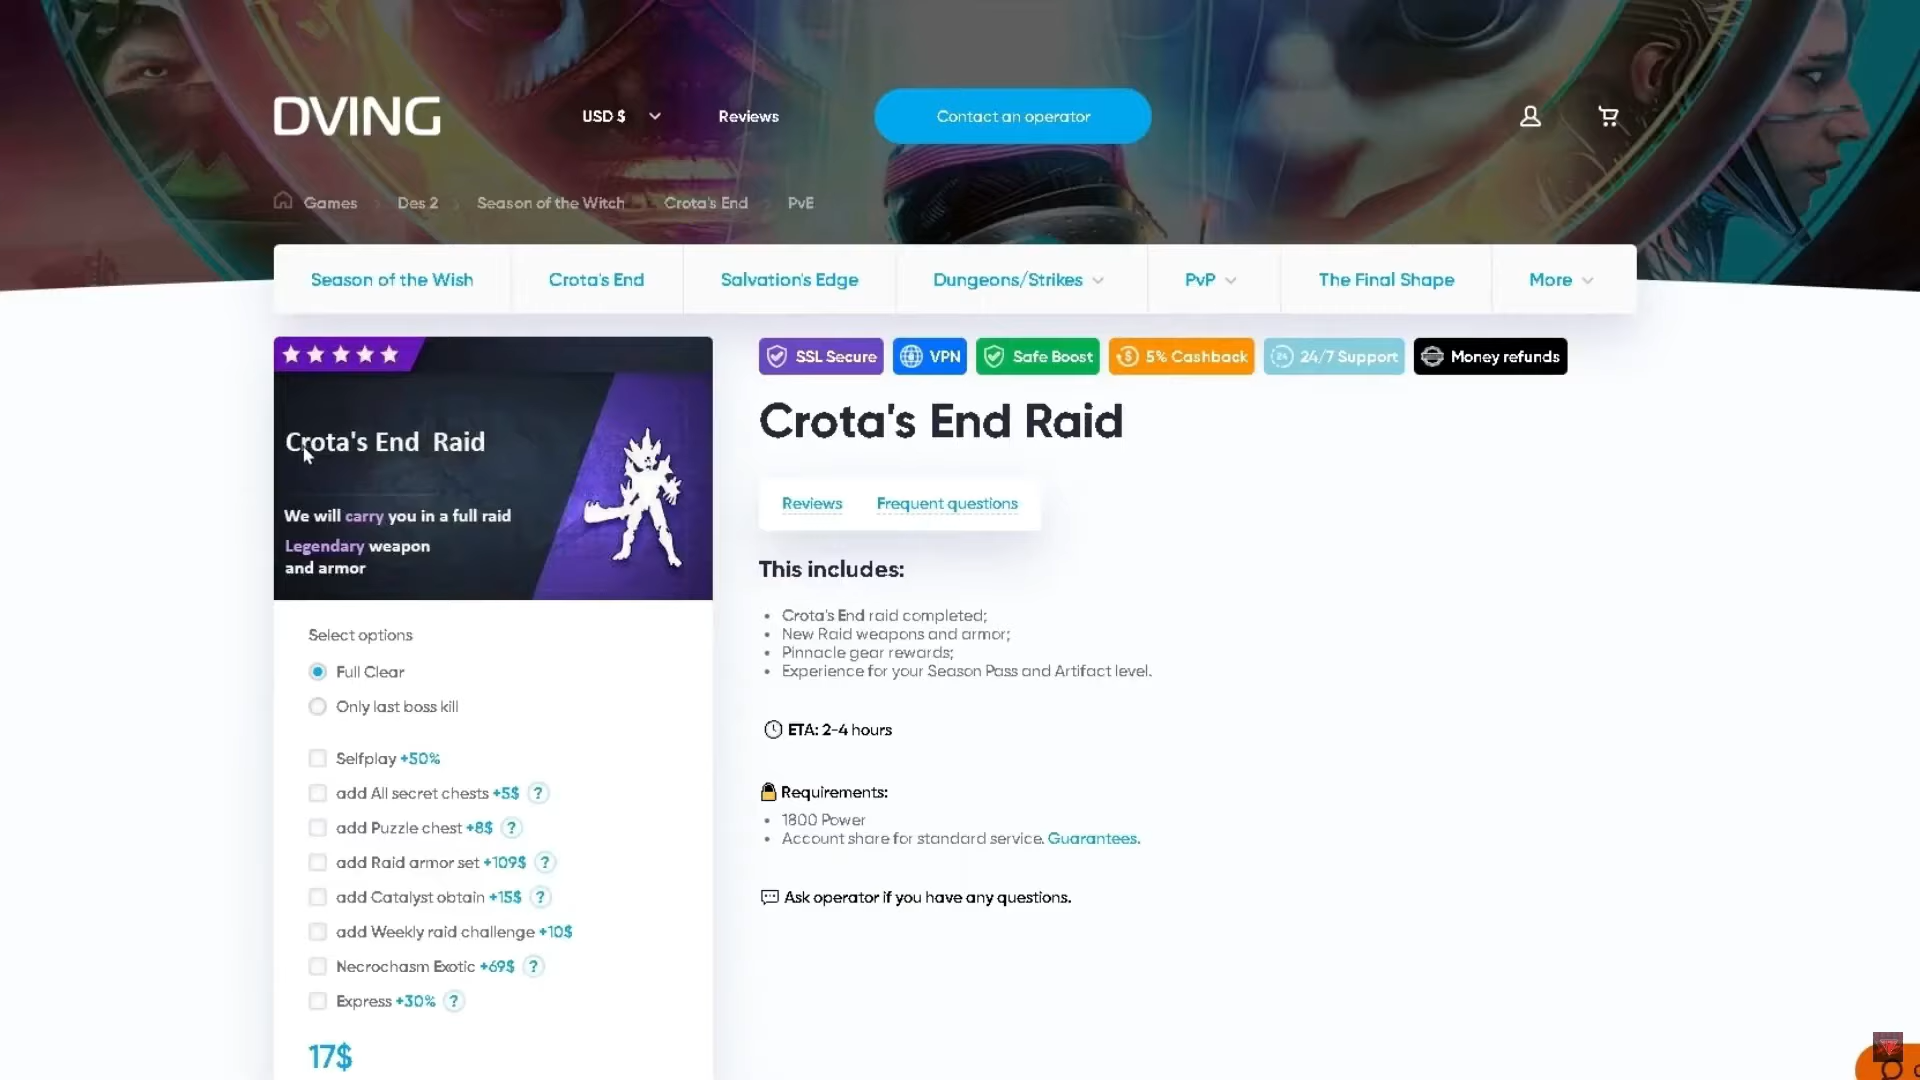 DVING
USD $
Reviews
Contact an operator
Games
Des 2
Season of the Witch
Crota's End
PvE
Season of the Wish
Crota's End
Salvation's Edge
Dungeons/Strikes
PvP
The Final Shape
More
SSL Secure
VPN
Safe Boost
5% Cashback
24/7 Support
Money refunds
Crota's End Raid
We will carry you in a full raid
Legendary weapon
and armor
Crota's End Raid
Reviews
Frequent questions
This includes:
Crota's End raid completed;
New Raid weapons and armor;
Pinnacle gear rewards;
Experience for your Season Pass and Artifact level.
ETA: 2-4 hours
Requirements:
1800 Power
Account share for standard service. Guarantees.
Ask operator if you have any questions.
Select options
Full Clear
Only last boss kill
Selfplay +50%
add All secret chests +5$ ?
add Puzzle chest +8$ ?
add Raid armor set +109$ ?
add Catalyst obtain +15$ ?
add Weekly raid challenge +10$
Necrochasm Exotic +69$ ?
Express +30% ?
17$